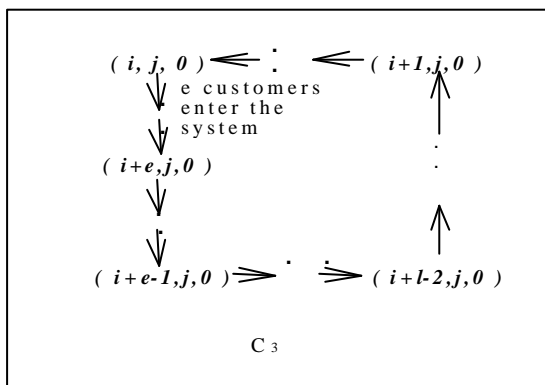 ( i, j, 0 )
( i+1,j,0 )
e customers
enter the
system
( i+e,j,0 )
( i+e-1,j,0 )
( i+l-2,j,0 )
C 3